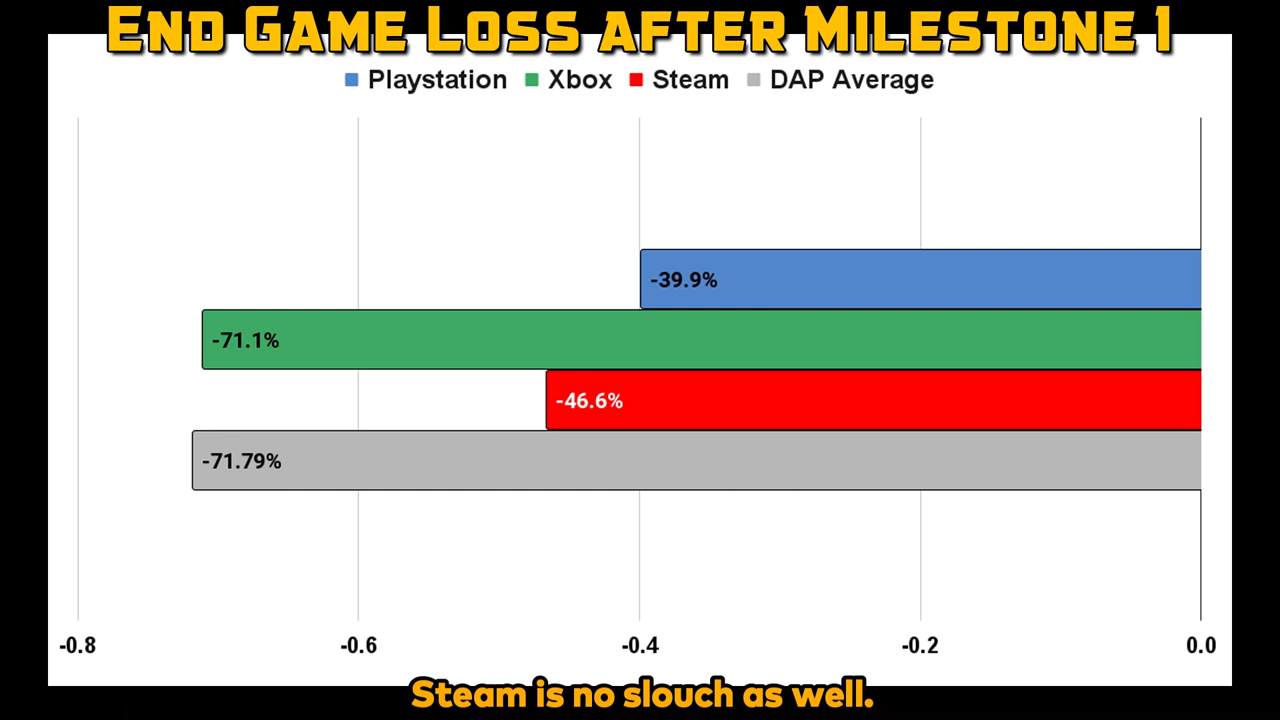 END GAME LOSS AFTER MILESTONE 1
Playstation Xbox Steam DAP Average
-39.9%
-71.1%
-46.6%
-71.79%
-0.8 -0.6 -0.4 -0.2 0.0
Steam is no slouch as well.